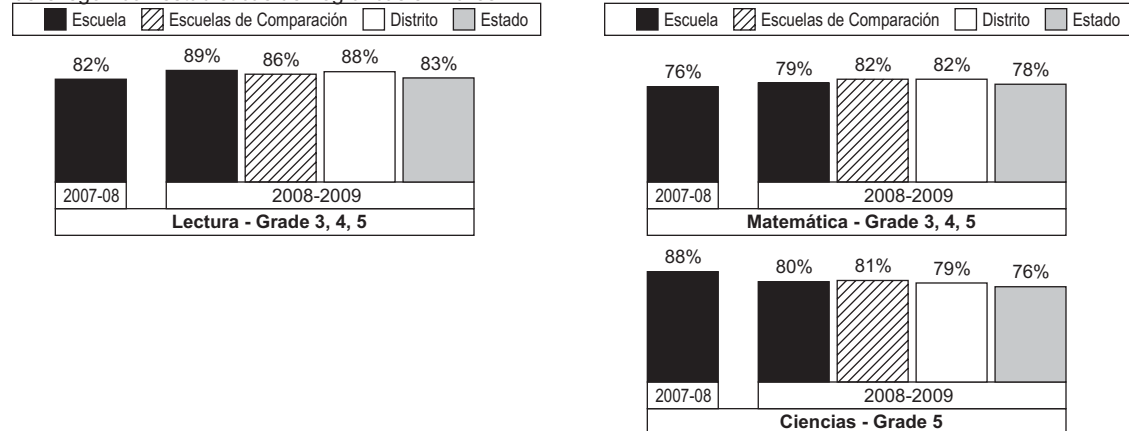 Escuela Escuelas de Comparación Distrito Estado
82% 89% 86% 88% 83%
2007-08 2008-2009
Lectura - Grade 3, 4, 5
Escuela Escuelas de Comparación Distrito Estado
76% 79% 82% 82% 78%
2007-08 2008-2009
Matemática - Grade 3, 4, 5
88% 80% 81% 79% 76%
2007-08 2008-2009
Ciencias - Grade 5